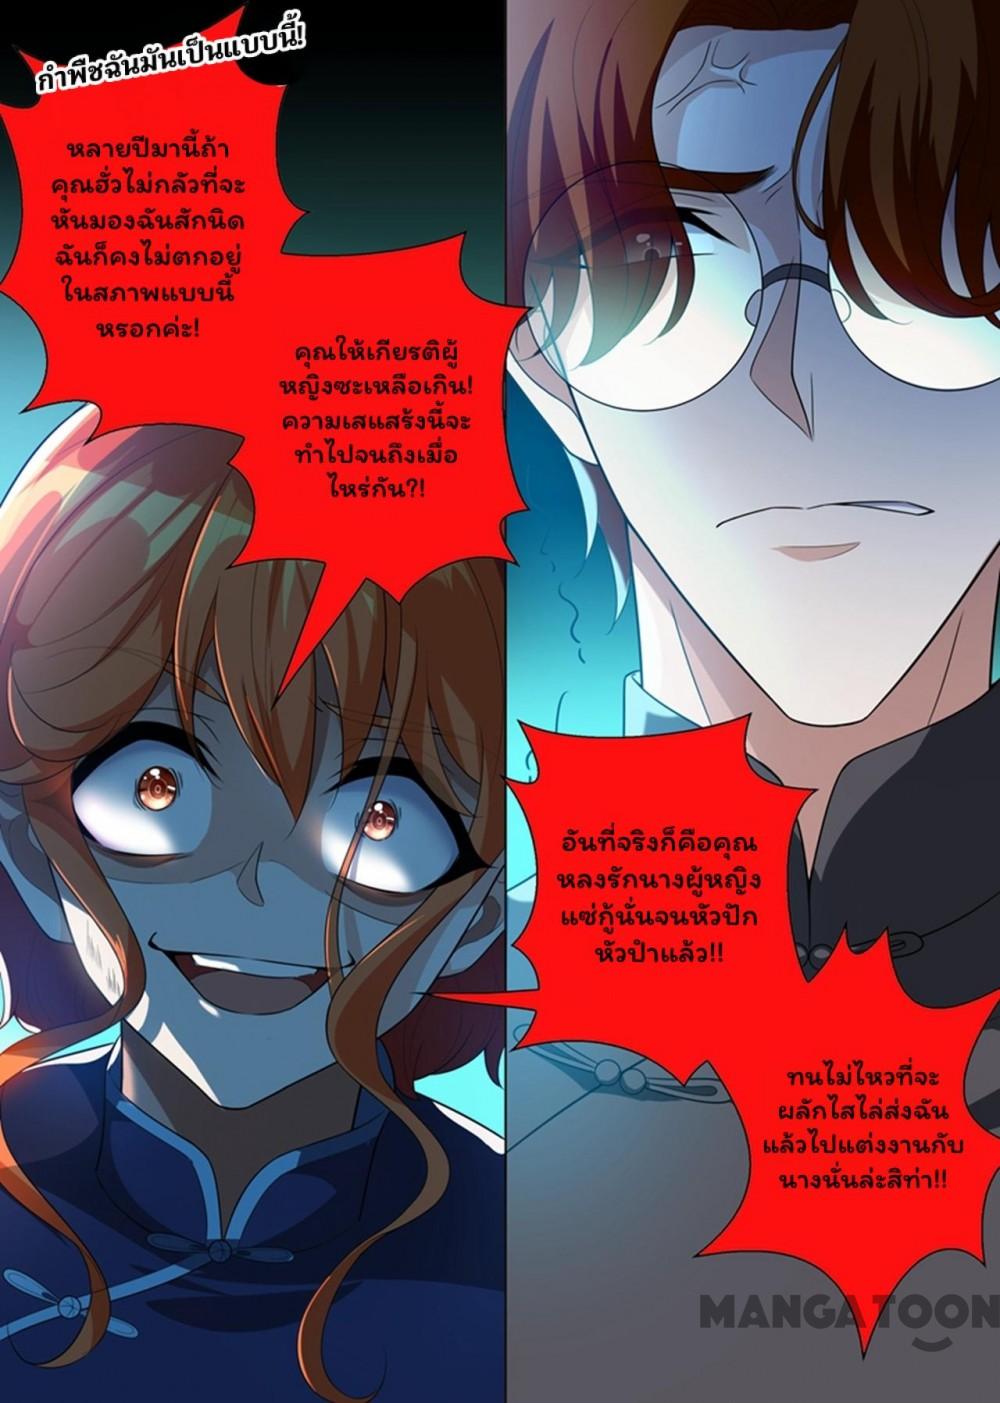 กำพืชฉันมันเป็นแบบนี้!
หลายปีมานี้ถ้า
คุณฮั่วไม่กลัวที่จะ
หันมองฉันสักนิด
ฉันก็คงไม่ตกอยู่
ในสภาพแบบนี้
หรอกค่ะ!
คุณให้เกียรติผู้
หญิงซะเหลือเกิน!
ความเสแสร้งนี้จะ
ทำไปจนถึงเมื่อ
ไหร่กัน?!
อันที่จริงก็คือคุณ
หลงรักนางผู้หญิง
แซ่กู้นั่นจนหัวปัก
หัวปำแล้ว!!
ทนไม่ไหวที่จะ
ผลักไสไล่ส่งฉัน
แล้วไปแต่งงานกับ
นางนั่นล่ะสิท่า!!
MANGATOON